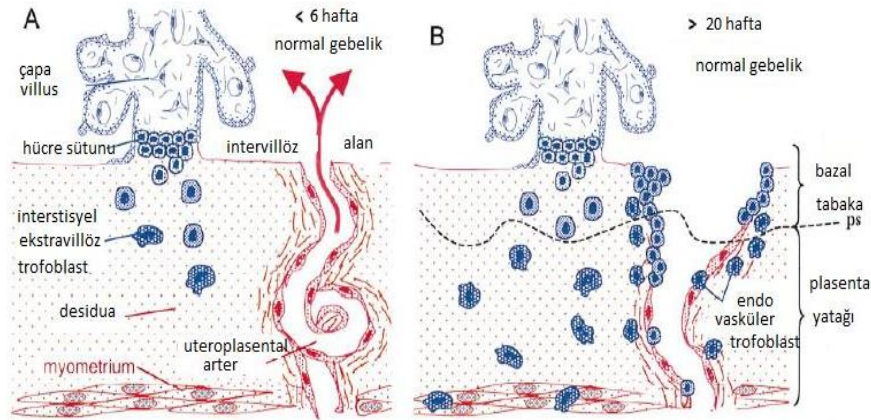 A
< 6 hafta
normal gebelik
çapa
villus
hücre sütunu
intervillöz
alan
interstisyel
ekstravillöz
trofoblast
desidua
uteroplasental
arter
myometrium
B
> 20 hafta
normal gebelik
bazal
tabaka
ps
plasenta
yatağı
endo
vasküler
trofoblast